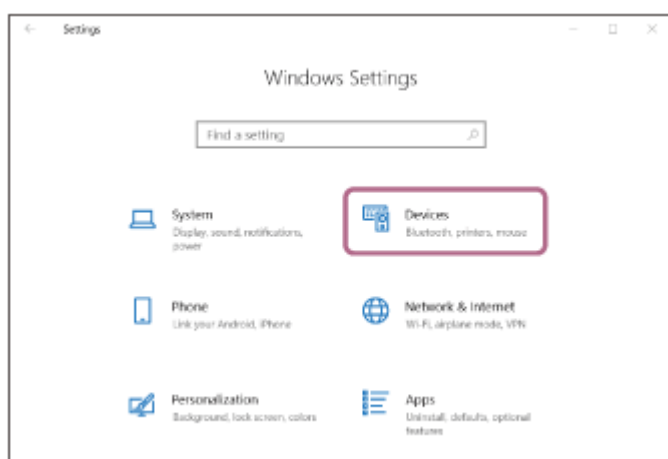 Settings
Windows Settings
Find a setting
System
Display, sound, notifications,
power
Devices
Bluetooth, printers, mouse
Phone
Link your Android, iPhone
Network & Internet
Wi-Fi, airplane mode, VPN
Personalization
Background, lock screen, colors
Apps
Uninstall, defaults, optional
features